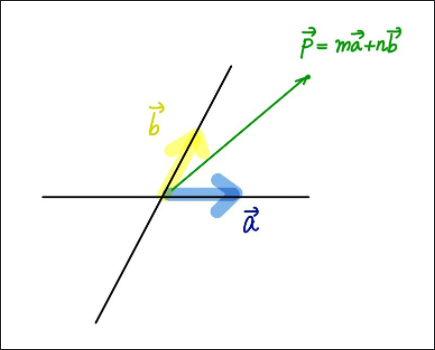 P⃗ = ma⃗+nb⃗
b⃗
a⃗